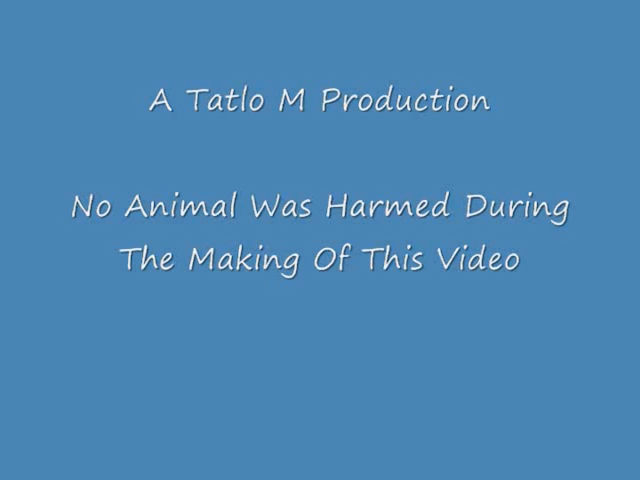 A Tatlo M Production
No Animal Was Harmed During
The Making Of This Video